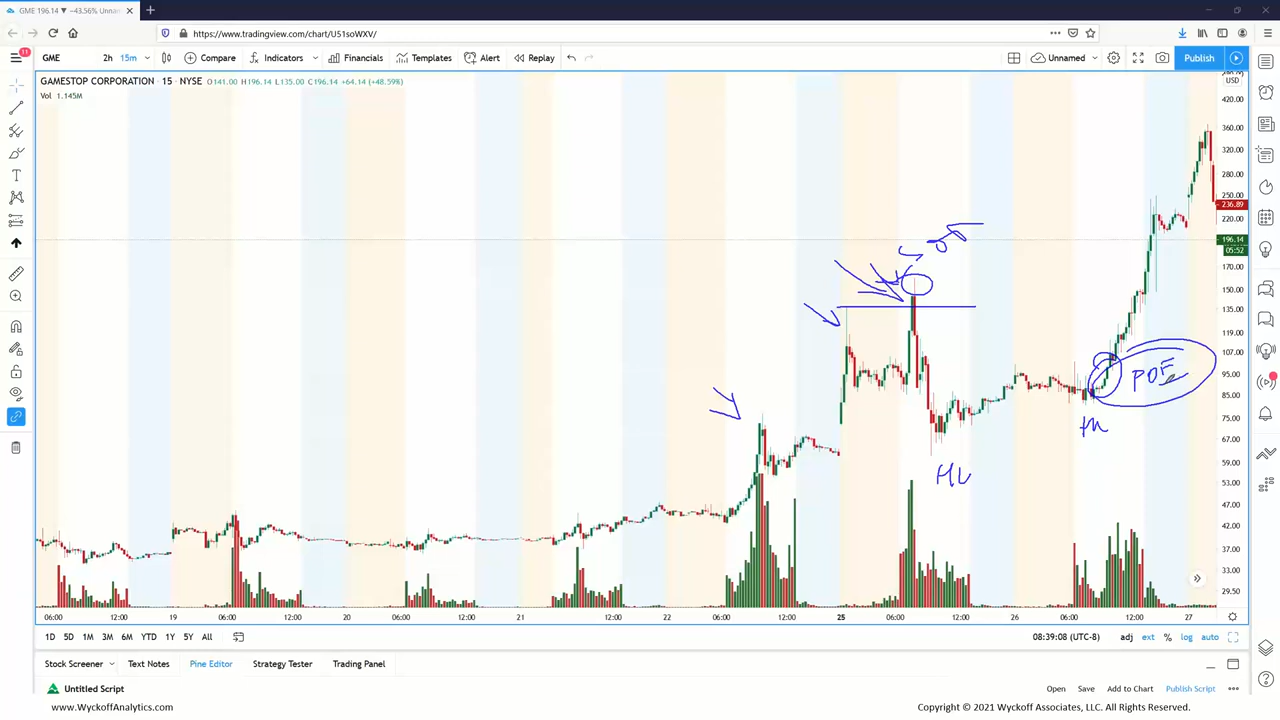 GME 196.14 ▼ −43.56% Unnam
https://www.tradingview.com/chart/U51soWXV/
11
GME 2h 15m Compare Indicators Financials Templates Alert Replay Unnamed Publish
GAMESTOP CORPORATION · 15 · NYSE O141.00 H196.14 L135.00 C196.14 +64.14 (+48.59%)
Vol 1.145M
USD
420.00
360.00
320.00
280.00
250.00
236.89
220.00
196.14
05:52
170.00
150.00
135.00
119.00
107.00
95.00
85.00
75.00
67.00
59.00
53.00
47.00
42.00
37.00
33.00
29.50
POE
HL
HL
06:00 12:00 19 06:00 12:00 20 06:00 12:00 21 12:00 22 06:00 12:00 25 06:00 12:00 26 06:00 12:00 27
1D 5D 1M 3M 6M YTD 1Y 5Y All 08:39:08 (UTC-8) adj ext % log auto
Stock Screener Text Notes Pine Editor Strategy Tester Trading Panel
Untitled Script Open Save Add to Chart Publish Script
www.WyckoffAnalytics.com Copyright © 2021 Wyckoff Associates, LLC. All Rights Reserved.